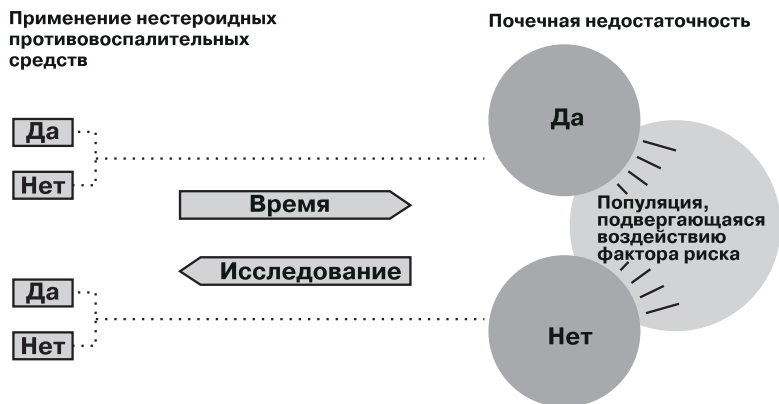 Применение нестероидных
противовоспалительных
средств
Почечная недостаточность
Да
Да
Нет
Время
Популяция,
подвергающаяся
воздействию
фактора риска
Исследование
Да
Нет
Нет